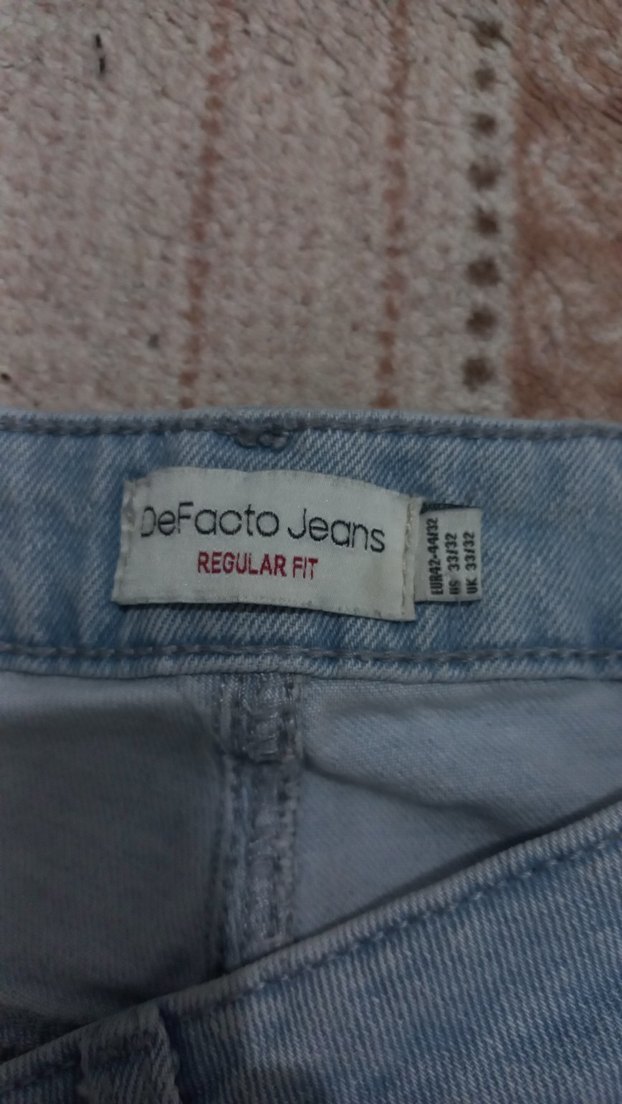 DeFacto Jeans
REGULAR FIT
EUR42-44/32
US 33/32
UK 33/32